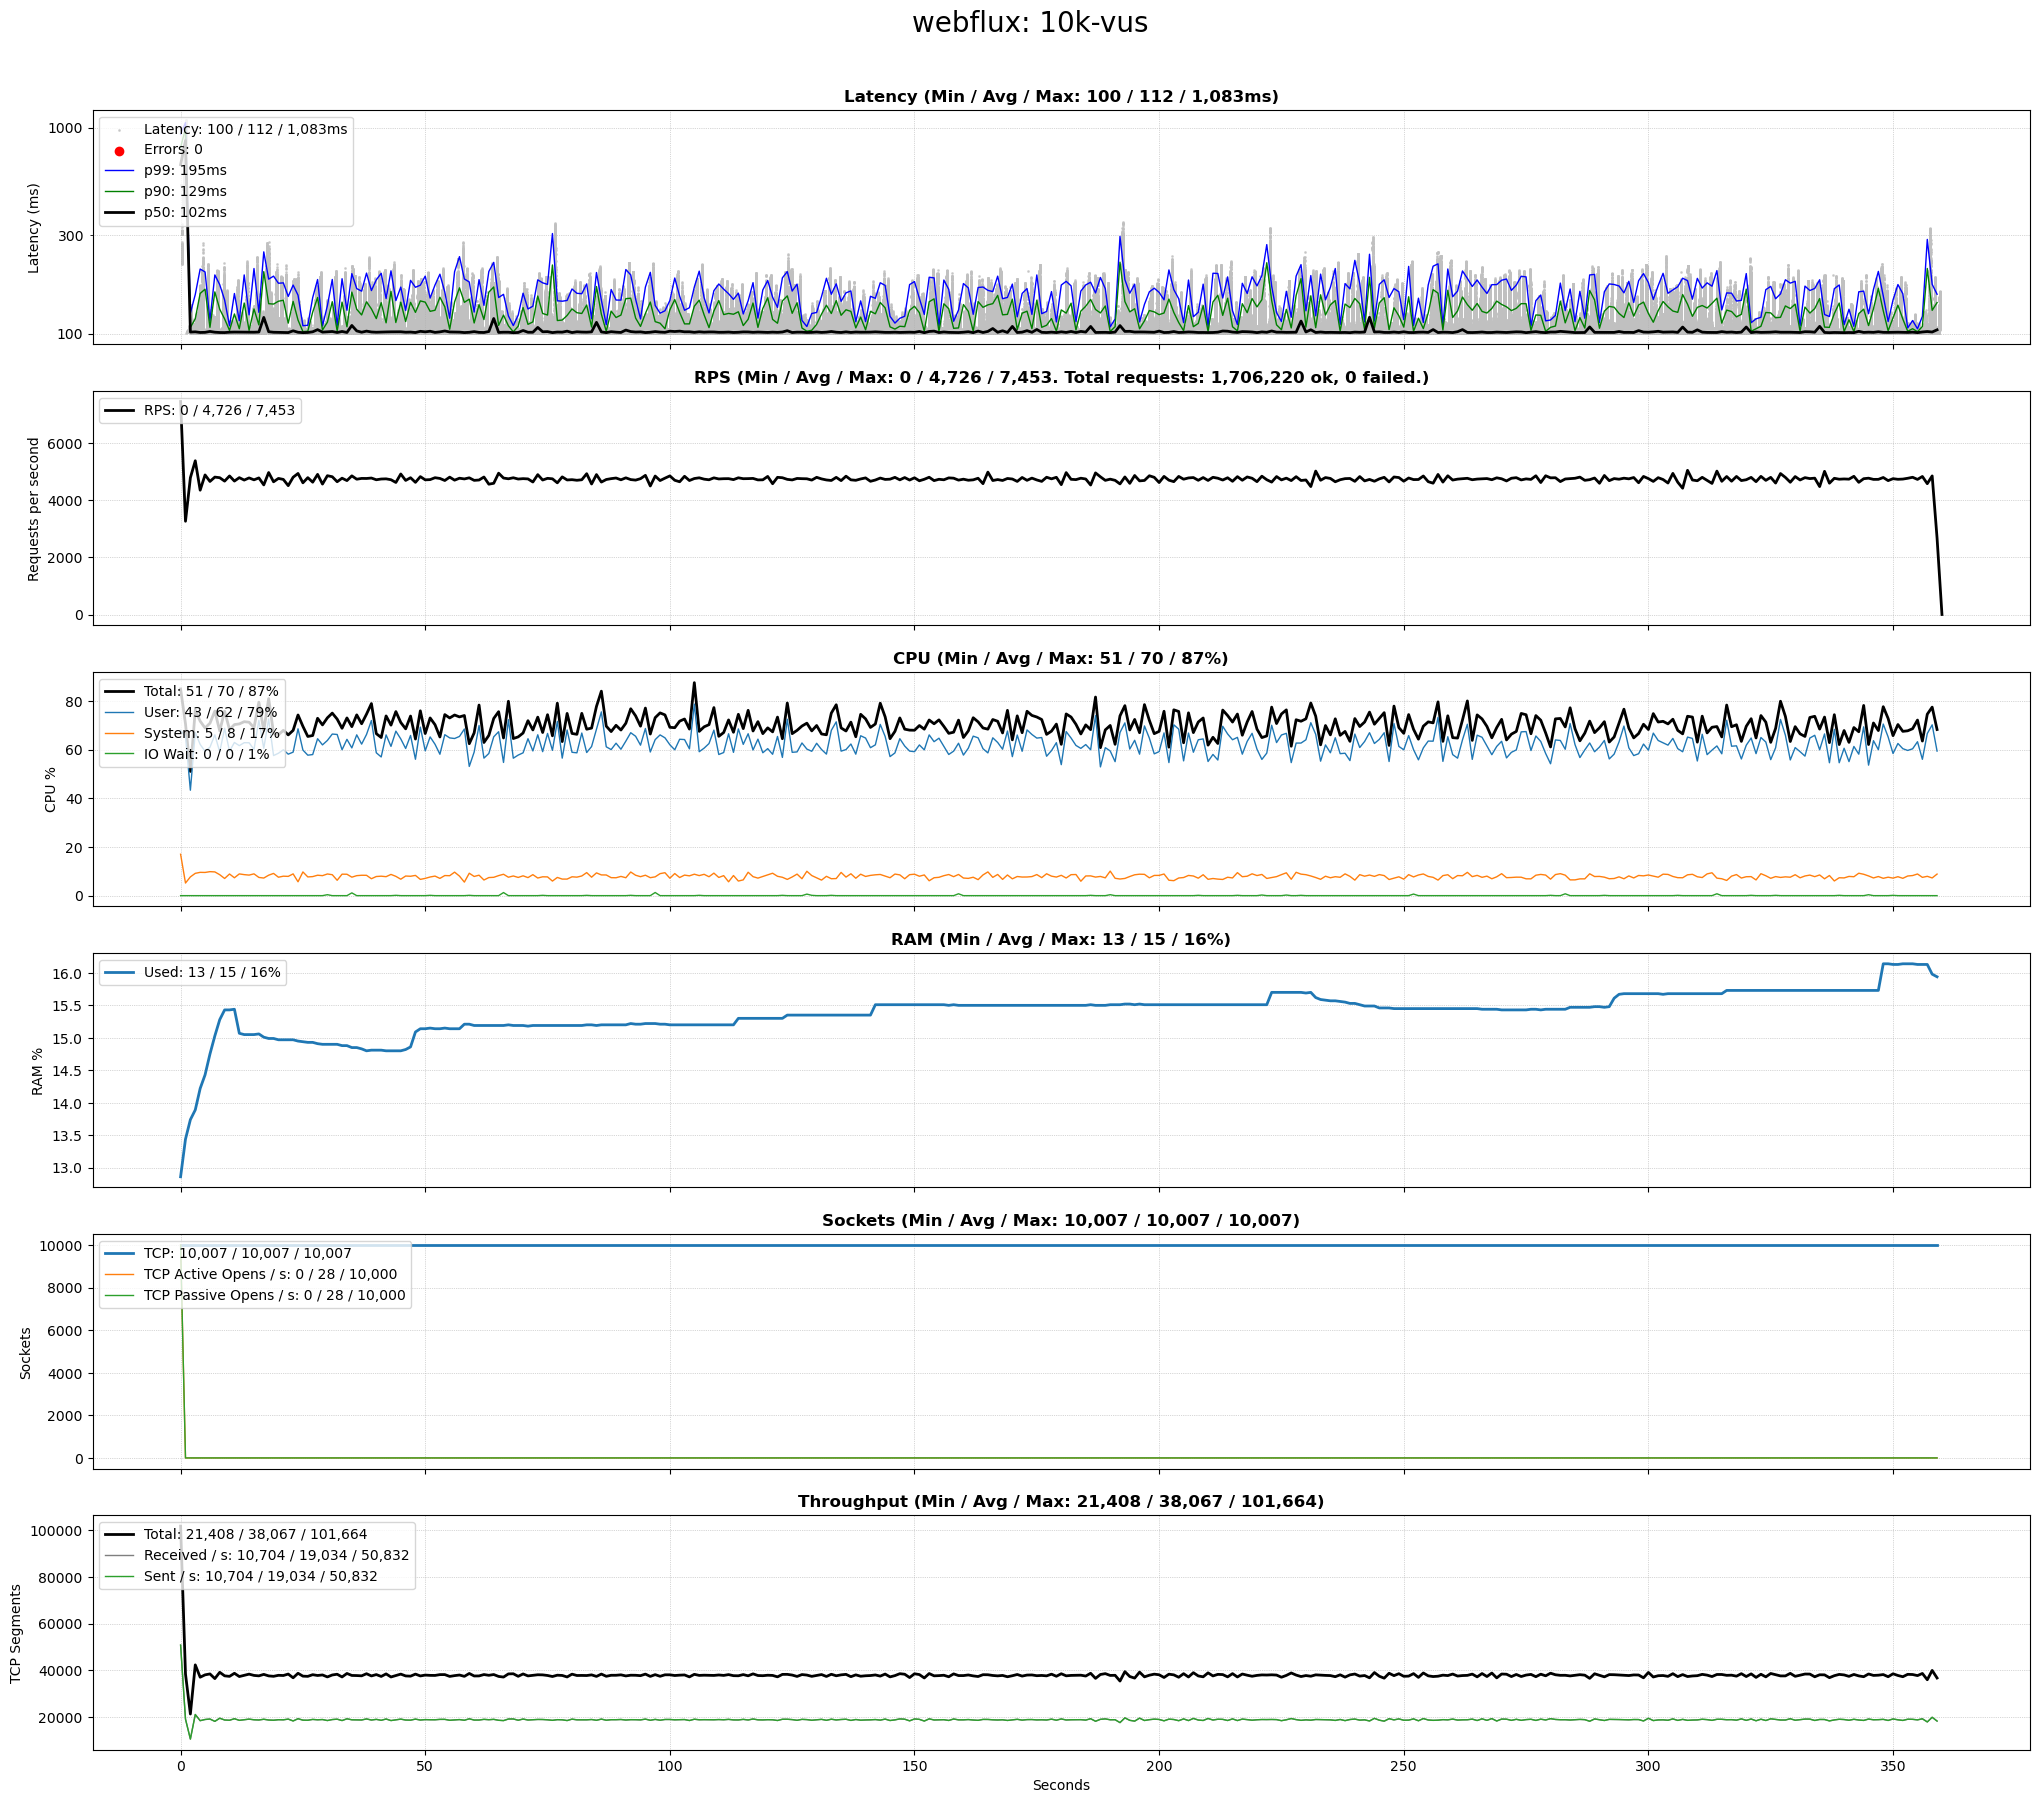 webflux: 10k-vus
Latency (Min / Avg / Max: 100 / 112 / 1,083ms)
Latency (ms)
1000
300
100
Latency: 100 / 112 / 1,083ms
Errors: 0
p99: 195ms
p90: 129ms
p50: 102ms
RPS (Min / Avg / Max: 0 / 4,726 / 7,453. Total requests: 1,706,220 ok, 0 failed.)
Requests per second
6000
4000
2000
0
RPS: 0 / 4,726 / 7,453
CPU (Min / Avg / Max: 51 / 70 / 87%)
CPU %
80
60
40
20
0
Total: 51 / 70 / 87%
User: 43 / 62 / 79%
System: 5 / 8 / 17%
IO Wait: 0 / 0 / 1%
RAM (Min / Avg / Max: 13 / 15 / 16%)
RAM %
16.0
15.5
15.0
14.5
14.0
13.5
13.0
Used: 13 / 15 / 16%
Sockets (Min / Avg / Max: 10,007 / 10,007 / 10,007)
Sockets
10000
8000
6000
4000
2000
0
TCP: 10,007 / 10,007 / 10,007
TCP Active Opens / s: 0 / 28 / 10,000
TCP Passive Opens / s: 0 / 28 / 10,000
Throughput (Min / Avg / Max: 21,408 / 38,067 / 101,664)
TCP Segments
100000
80000
60000
40000
20000
Total: 21,408 / 38,067 / 101,664
Received / s: 10,704 / 19,034 / 50,832
Sent / s: 10,704 / 19,034 / 50,832
0 50 100 150 200 250 300 350
Seconds